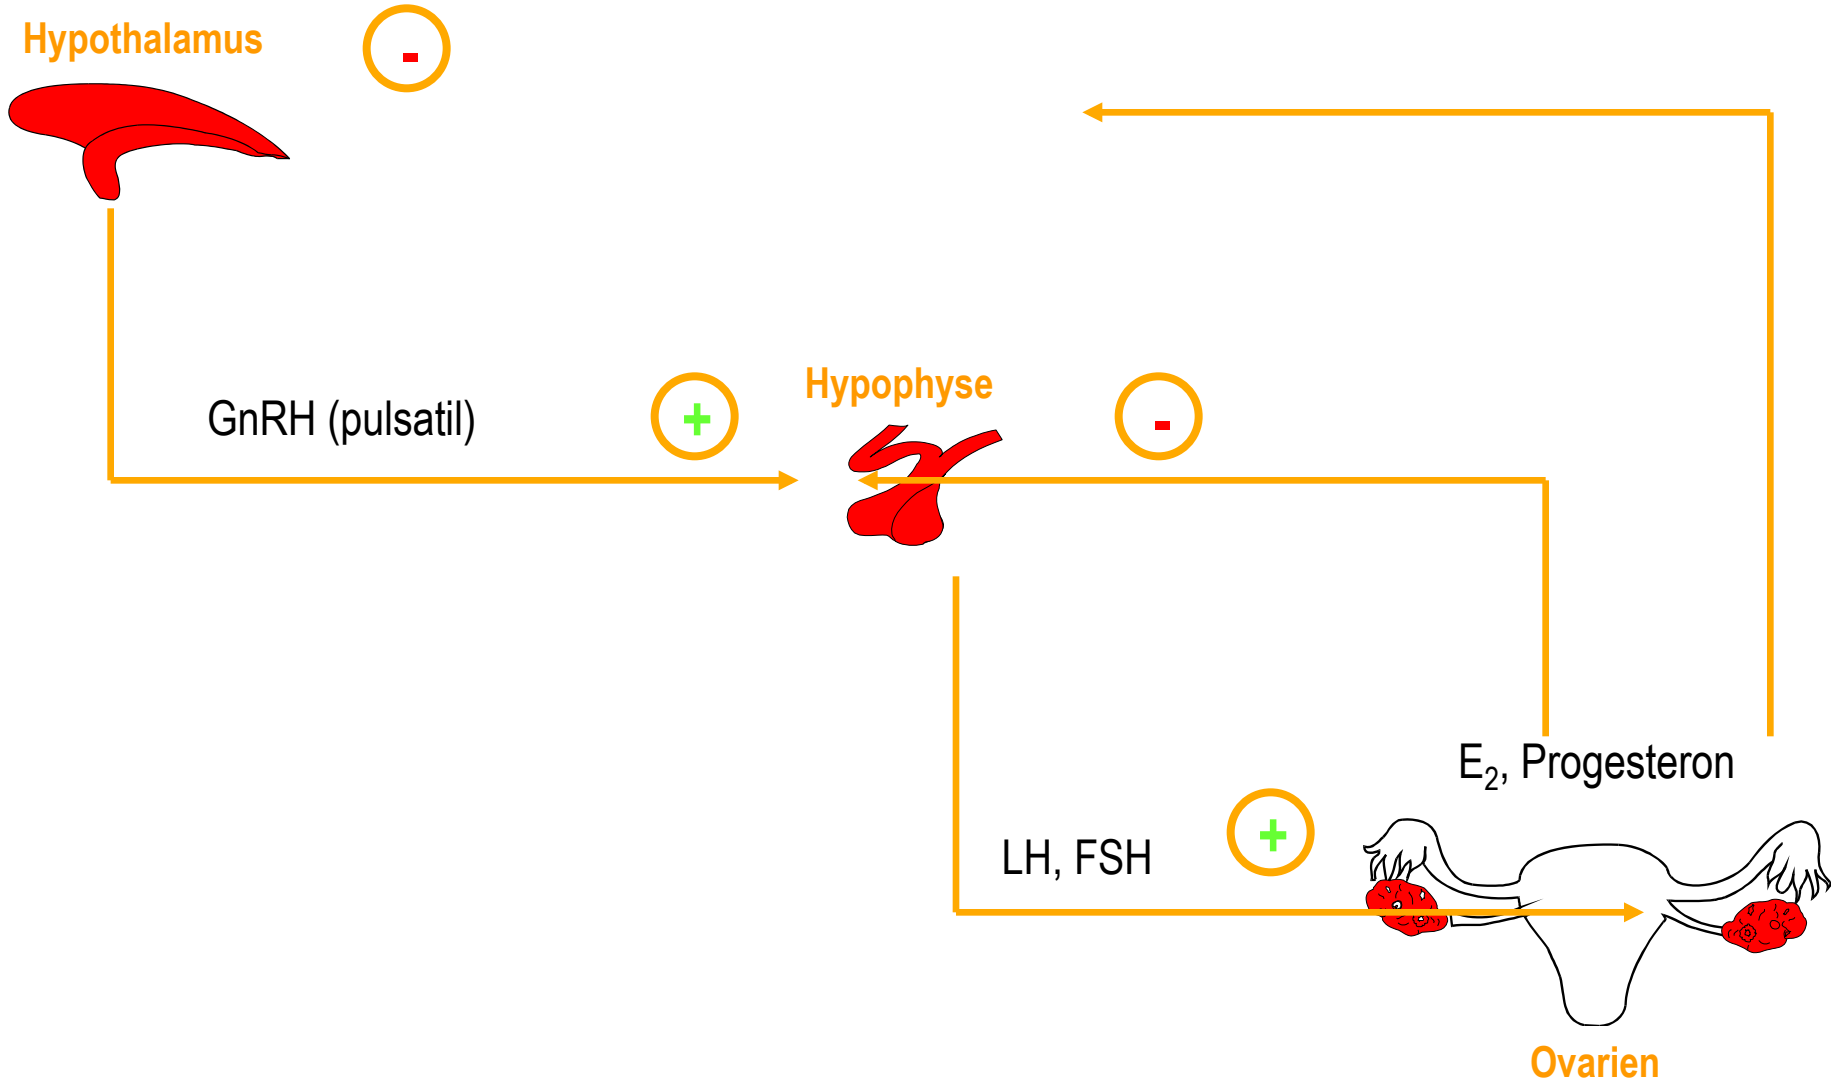 Hypothalamus
-
Hypophyse
GnRH (pulsatil)
+
-
E₂, Progesteron
LH, FSH
+
Ovarien